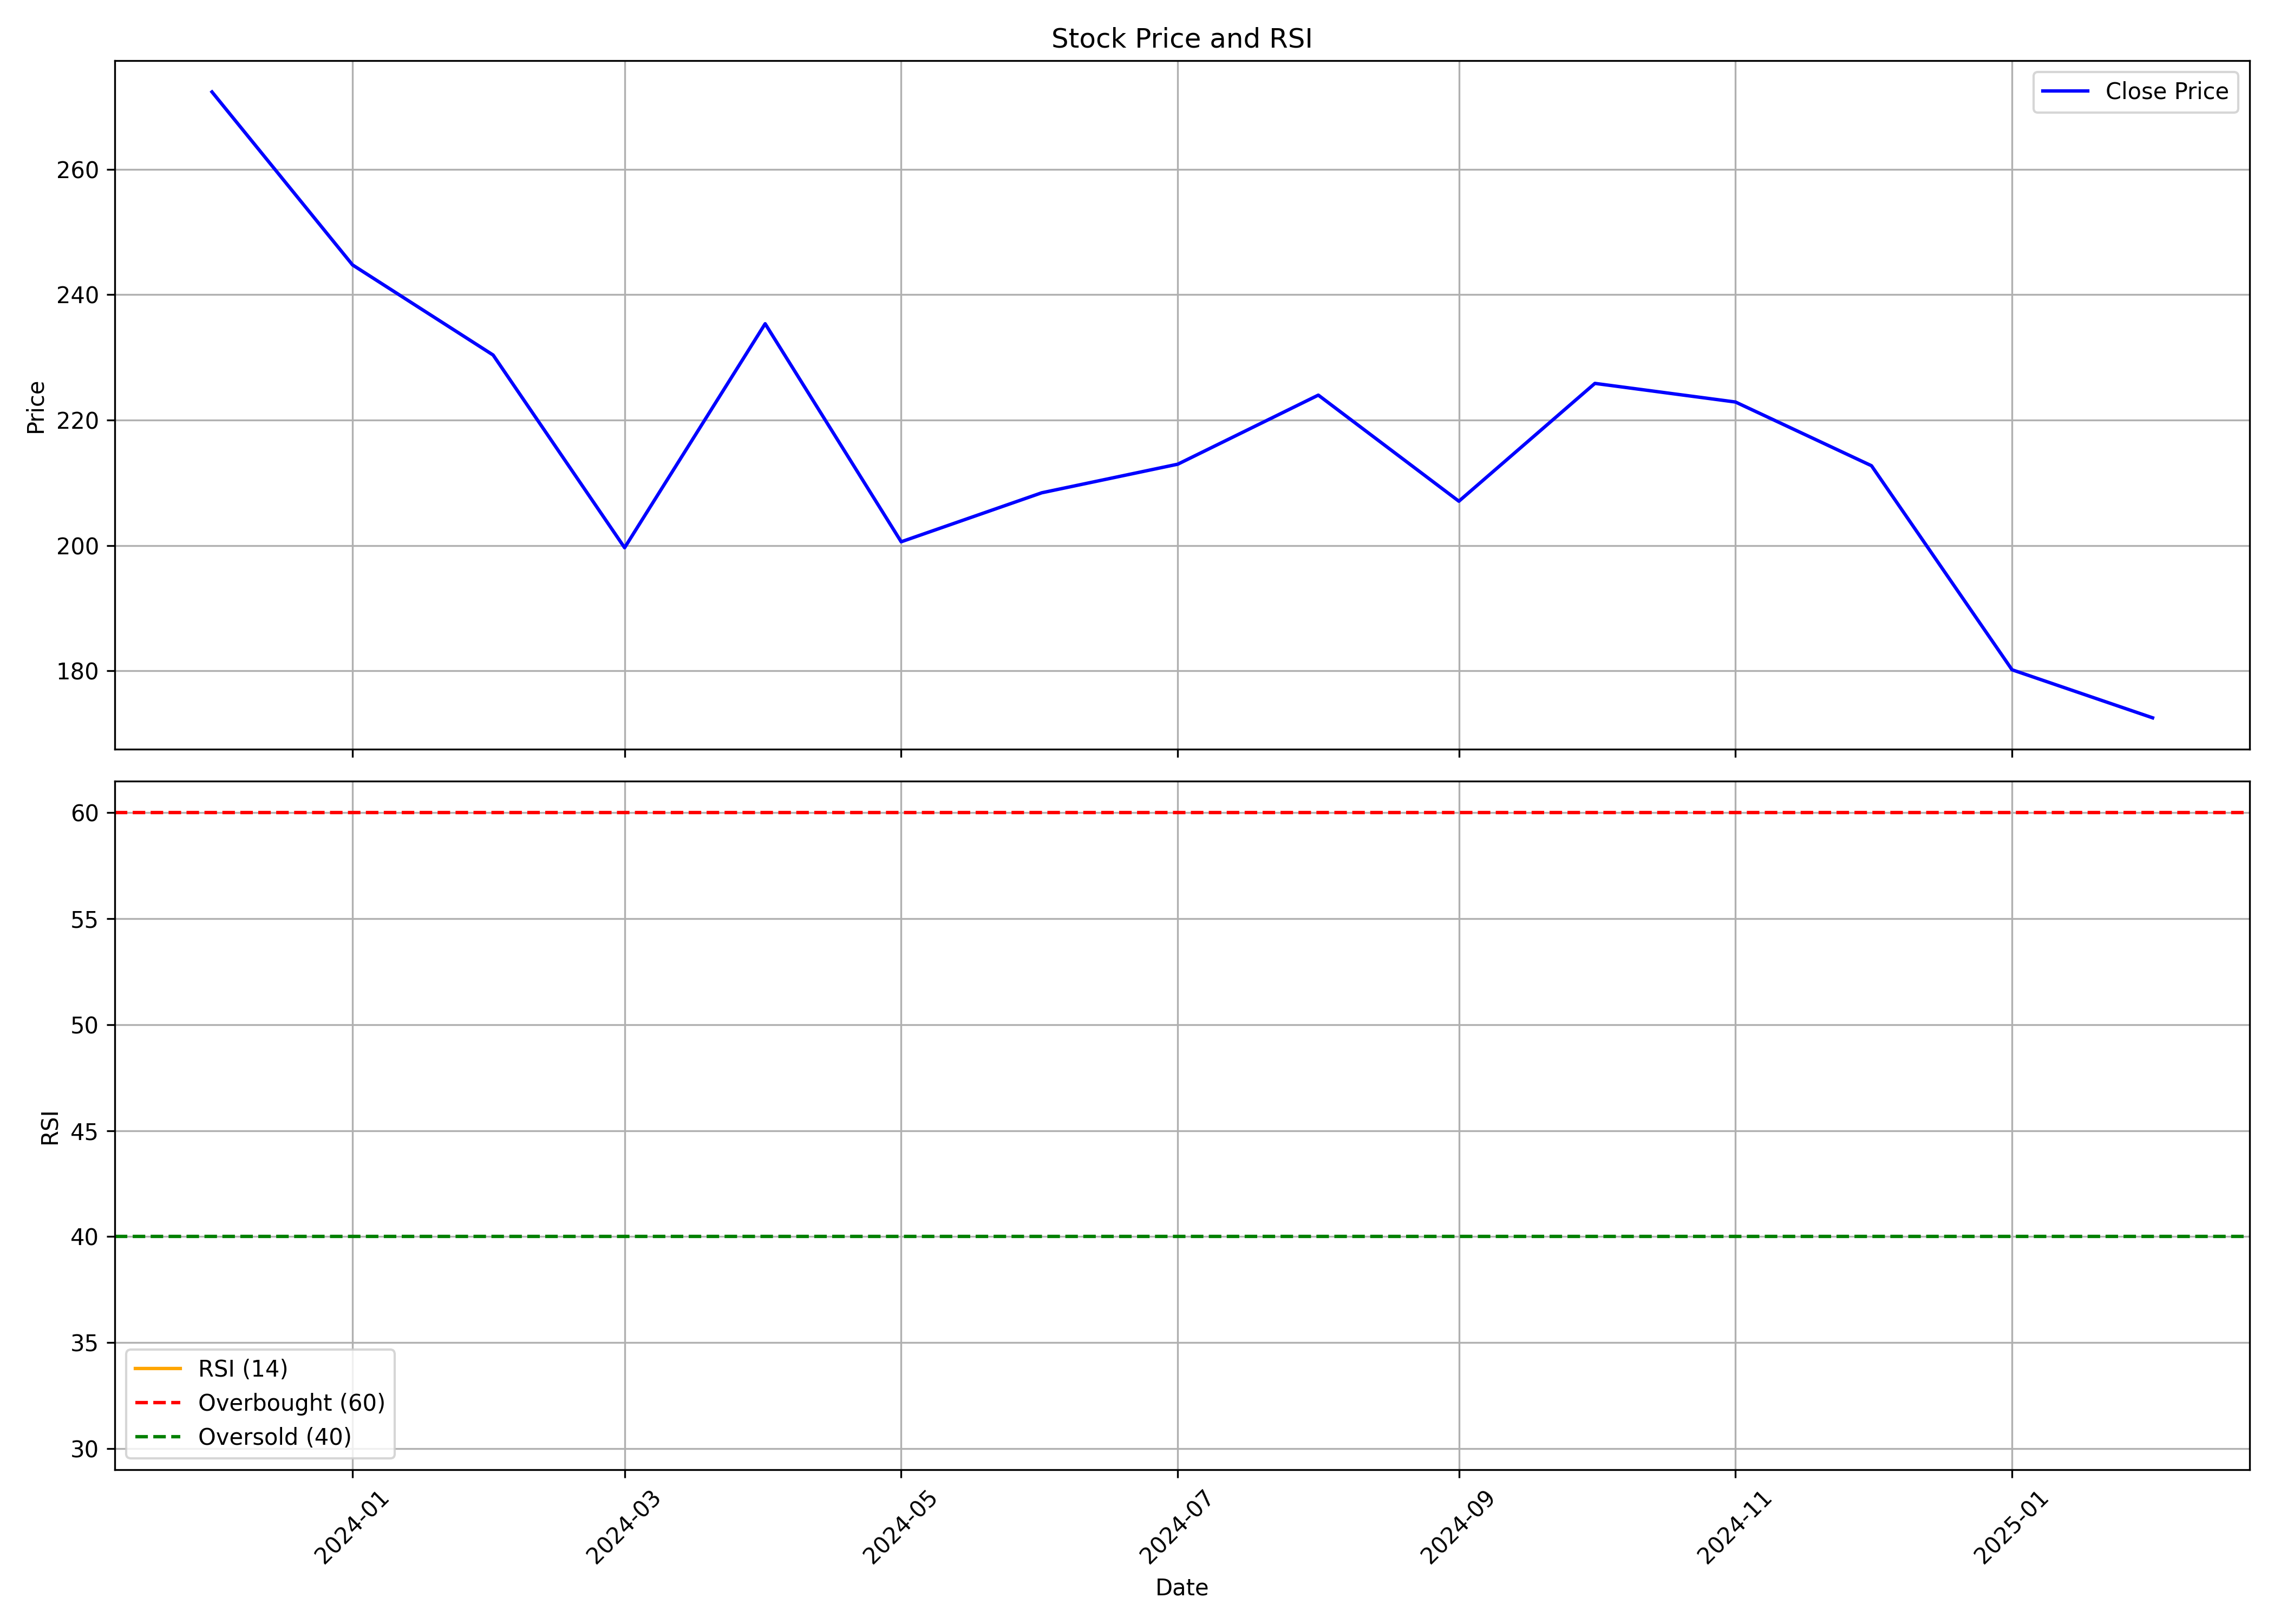 Stock Price and RSI
Close Price
Price
260
240
220
200
180
RSI
60
55
50
45
40
35
30
RSI (14)
Overbought (60)
Oversold (40)
2024-01
2024-03
2024-05
2024-07
2024-09
2024-11
2025-01
Date